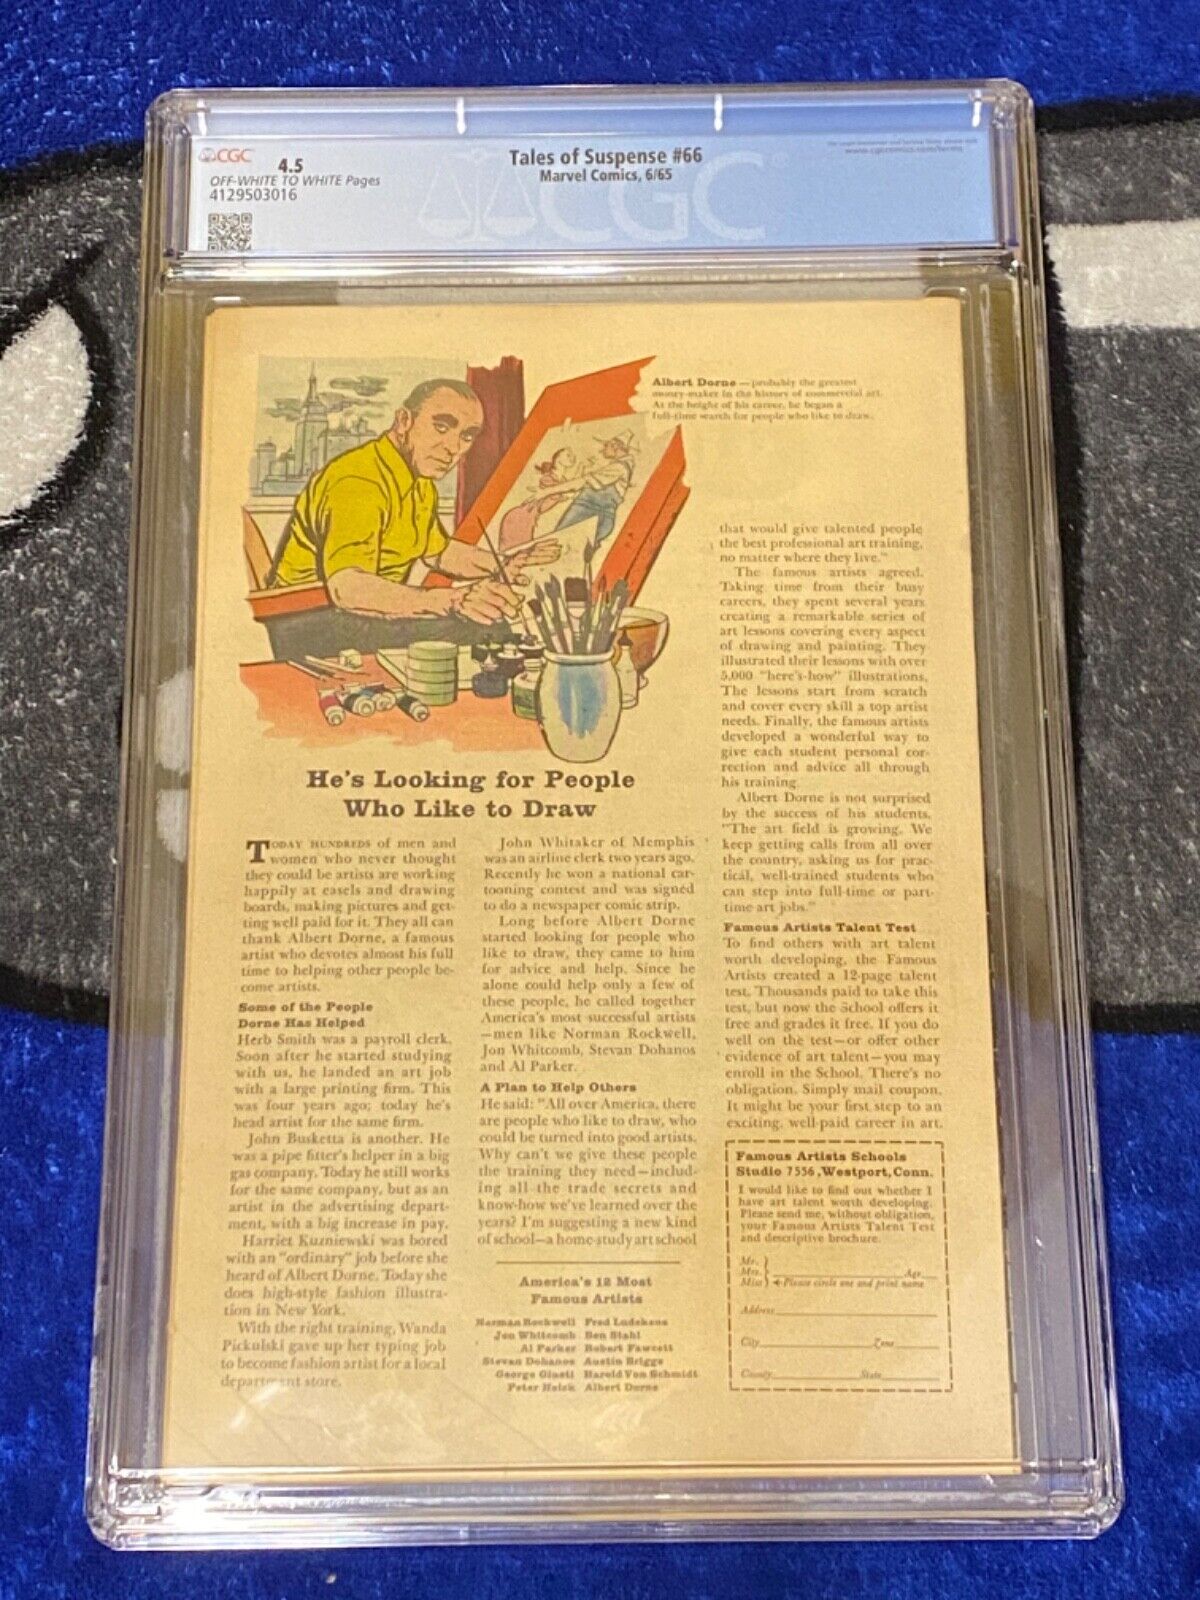 CGC
4.5
OFF-WHITE TO WHITE Pages
4129503016
Tales of Suspense #66
Marvel Comics, 6/65
www.cgccomics.com/terms
CGC
Albert Dorne — probably the greatest
money-maker in the history of commercial art.
At the height of his career, he began a
full-time search for people who like to draw.
He's Looking for People
Who Like to Draw
TODAY HUNDREDS of men and
women who never thought
they could be artists are working
happily at easels and drawing
boards, making pictures and get-
ting well paid for it. They all can
thank Albert Dorne, a famous
artist who devotes almost his full
time to helping other people be-
come artists.
Some of the People
Dorne Has Helped
Herb Smith was a payroll clerk.
Soon after he started studying
with us, he landed an art job
with a large printing firm. This
was four years ago; today he's
head artist for the same firm.
John Busketta is another. He
was a pipe fitter's helper in a big
gas company. Today he still works
for the same company, but as an
artist in the advertising depart-
ment, with a big increase in pay.
Harriet Kuzniewski was bored
with an "ordinary" job before she
heard of Albert Dorne. Today she
does high-style fashion illustra-
tion in New York.
With the right training, Wanda
Pickulski gave up her typing job
to become fashion artist for a local
department store.
John Whitaker of Memphis
was an airline clerk two years ago.
Recently he won a national car-
tooning contest and was signed
to do a newspaper comic strip.
Long before Albert Dorne
started looking for people who
like to draw, they came to him
for advice and help. Since he
alone could help only a few of
these people, he called together
America's most successful artists
—men like Norman Rockwell,
Jon Whitcomb, Stevan Dohanos
and Al Parker.
A Plan to Help Others
He said: "All over America, there
are people who like to draw, who
could be turned into good artists.
Why can't we give these people
the training they need—includ-
ing all the trade secrets and
know-how we've learned over the
years? I'm suggesting a new kind
of school—a home-study art school
America's 12 Most
Famous Artists
Norman Rockwell Fred Ludekens
Jon Whitcomb Ben Stahl
Al Parker Robert Fawcett
Stevan Dohanos Austin Briggs
George Giusti Harold Von Schmidt
Peter Helck Albert Dorne
that would give talented people
the best professional art training,
no matter where they live."
The famous artists agreed.
Taking time from their busy
careers, they spent several years
creating a remarkable series of
art lessons covering every aspect
of drawing and painting. They
illustrated their lessons with over
5,000 "here's-how" illustrations.
The lessons start from scratch
and cover every skill a top artist
needs. Finally, the famous artists
developed a wonderful way to
give each student personal cor-
rection and advice all through
his training.
Albert Dorne is not surprised
by the success of his students.
"The art field is growing. We
keep getting calls from all over
the country, asking us for prac-
tical, well-trained students who
can step into full-time or part-
time art jobs."
Famous Artists Talent Test
To find others with art talent
worth developing, the Famous
Artists created a 12-page talent
test. Thousands paid to take this
test, but now the School offers it
free and grades it free. If you do
well on the test—or offer other
evidence of art talent—you may
enroll in the School. There's no
obligation. Simply mail coupon.
It might be your first step to an
exciting, well-paid career in art.
Famous Artists Schools
Studio 7556, Westport, Conn.
I would like to find out whether I
have art talent worth developing.
Please send me, without obligation,
your Famous Artists Talent Test
and descriptive brochure.
Mr.
Mrs. Age
Miss Please circle one and print name
Address
City Zone
County State